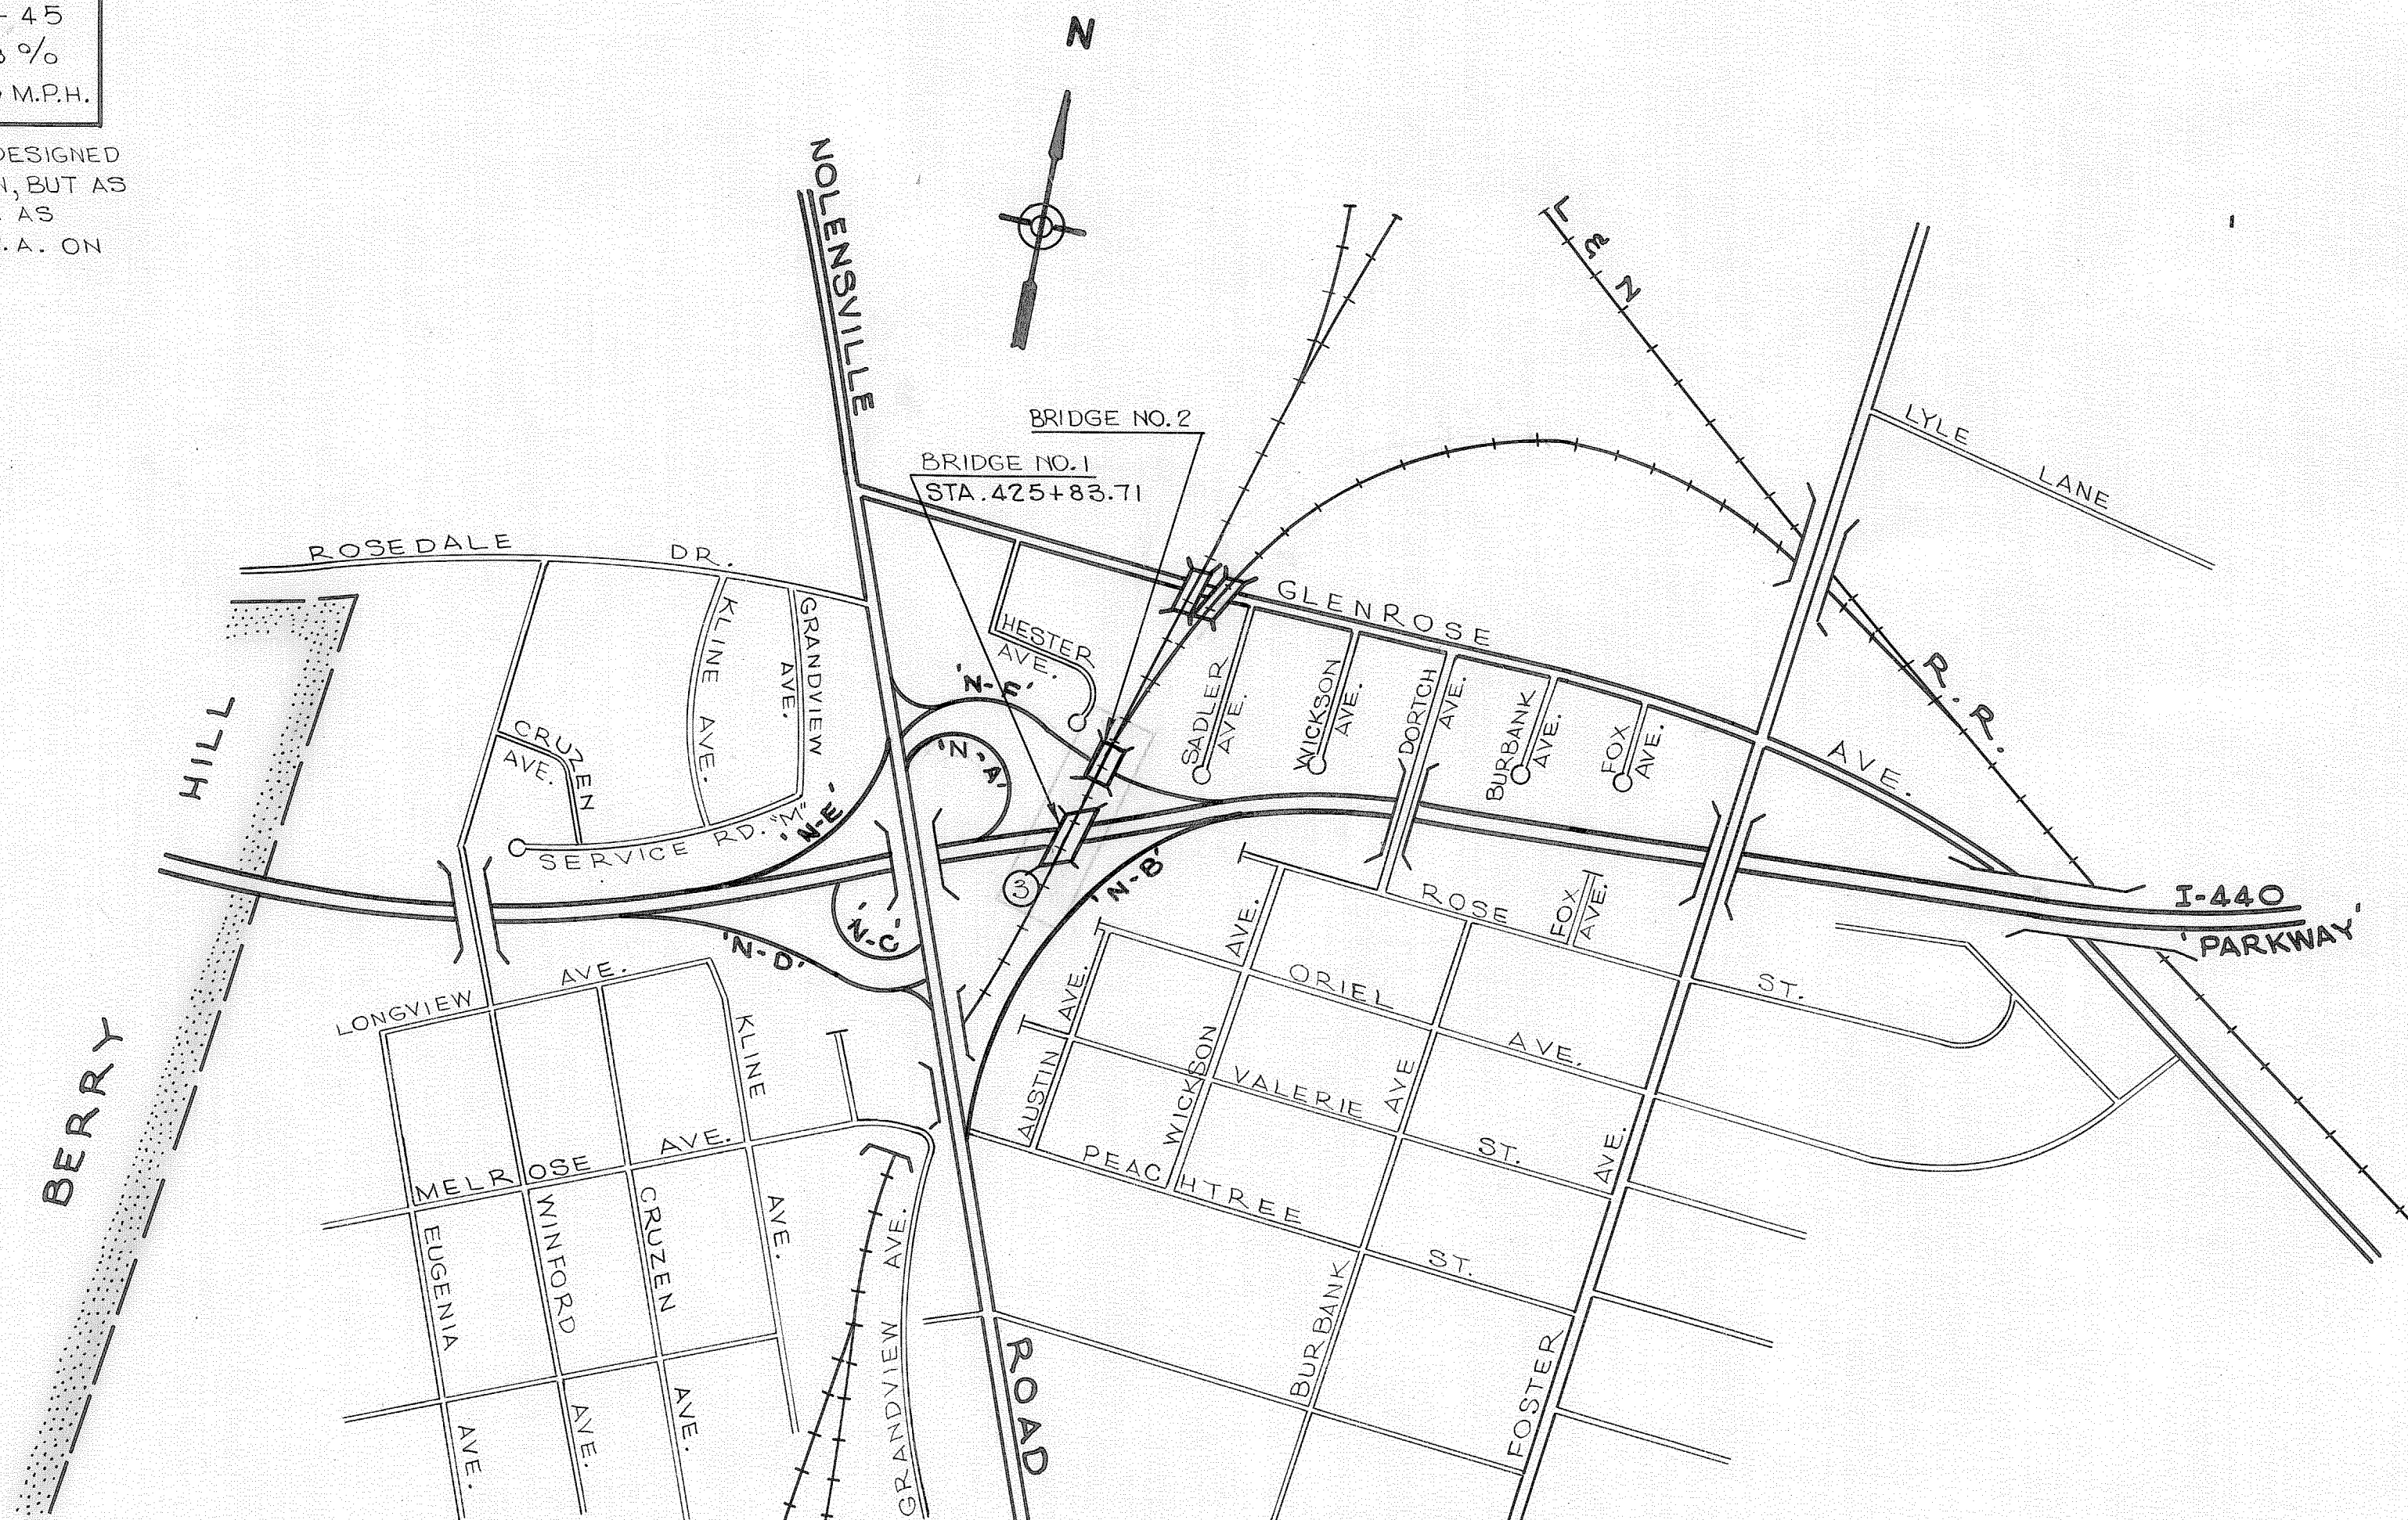 - 45
%
M.P.H.
DESIGNED
N, BUT AS
AS
.A. ON
N
NOLENSVILLE
L & N
R. R.
BRIDGE NO. 2
BRIDGE NO. 1
STA. 425+83.71
LYLE LANE
ROSEDALE DR.
GLENROSE AVE.
HESTER AVE.
KLINE AVE.
GRANDVIEW AVE.
CRUZEN AVE.
SERVICE RD. "M"
'N-F'
'N-A'
'N-E'
'N-B'
'N-C'
'N-D'
3
SADLER AVE.
WICKSON AVE.
DORTCH AVE.
BURBANK AVE.
FOX AVE.
BERRY HILL
I-440
'PARKWAY'
ROSE ST.
FOX AVE.
LONGVIEW AVE.
KLINE AVE.
MELROSE AVE.
EUGENIA AVE.
WINFORD AVE.
CRUZEN AVE.
GRANDVIEW AVE.
ROAD
AUSTIN AVE.
WICKSON AVE.
ORIEL AVE.
VALERIE ST.
PEACHTREE ST.
BURBANK AVE
FOSTER AVE.